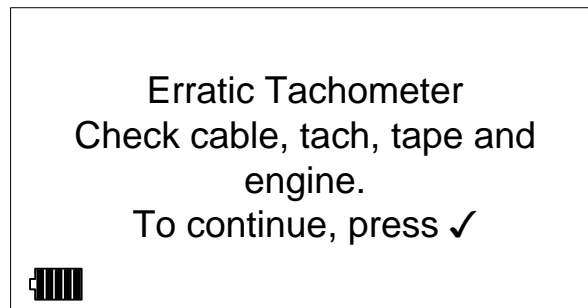 Erratic Tachometer
Check cable, tach, tape and
engine.
To continue, press ✓